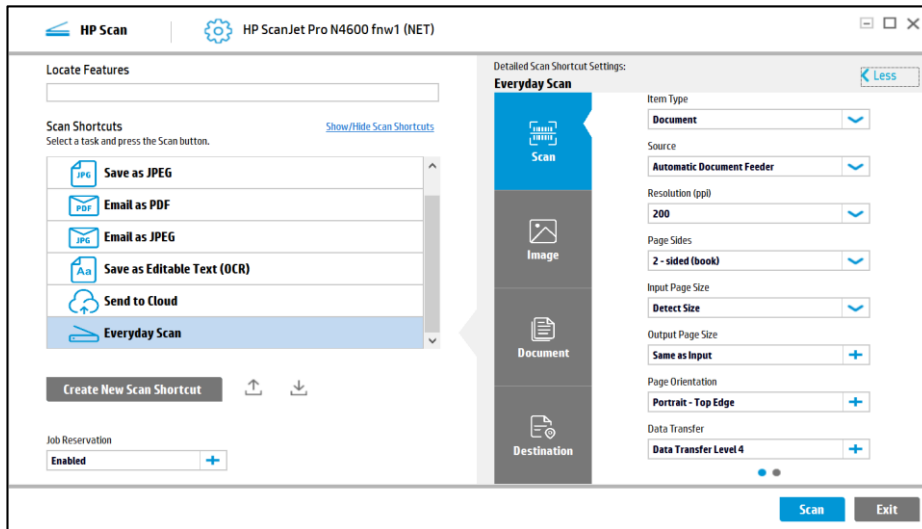 HP Scan
HP ScanJet Pro N4600 fnw1 (NET)
Locate Features
Scan Shortcuts
Show/Hide Scan Shortcuts
Select a task and press the Scan button.
JPG Save as JPEG
PDF Email as PDF
JPG Email as JPEG
Aa Save as Editable Text (OCR)
Send to Cloud
Everyday Scan
Create New Scan Shortcut
Job Reservation
Enabled
Detailed Scan Shortcut Settings:
Everyday Scan
Less
Scan
Image
Document
Destination
Item Type
Document
Source
Automatic Document Feeder
Resolution (ppi)
200
Page Sides
2 - sided (book)
Input Page Size
Detect Size
Output Page Size
Same as Input
Page Orientation
Portrait - Top Edge
Data Transfer
Data Transfer Level 4
Scan
Exit